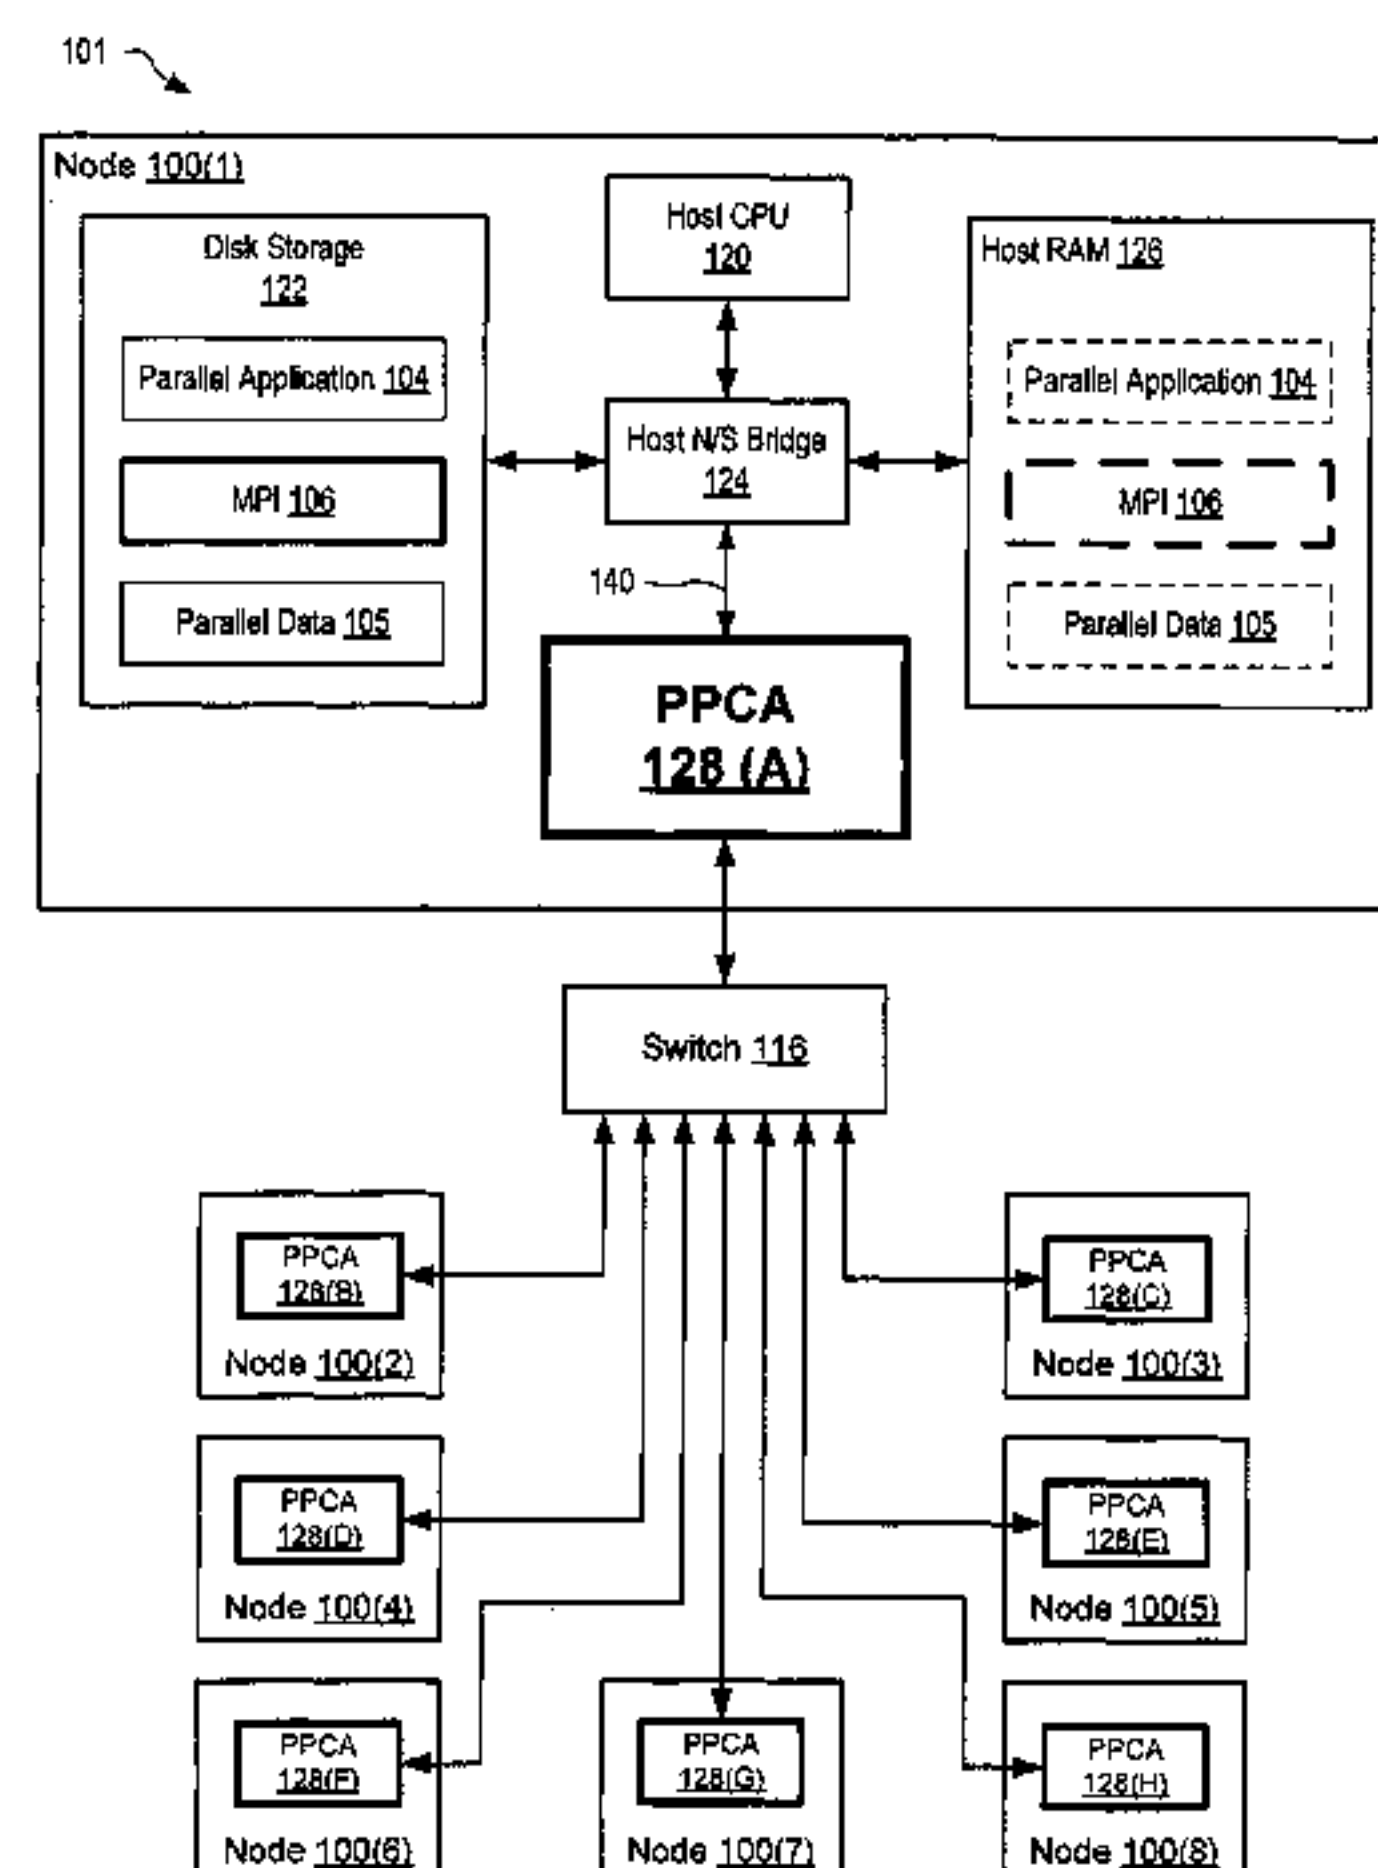 101
Node 100(1)
Disk Storage
122
Parallel Application 104
MPI 106
Parallel Data 105
Host CPU
120
Host N/S Bridge
124
140
PPCA
128 (A)
Host RAM 126
Parallel Application 104
MPI 106
Parallel Data 105
Switch 116
PPCA
128(B)
Node 100(2)
PPCA
128(C)
Node 100(3)
PPCA
128(D)
Node 100(4)
PPCA
128(E)
Node 100(5)
PPCA
128(F)
Node 100(6)
PPCA
128(G)
Node 100(7)
PPCA
128(H)
Node 100(8)